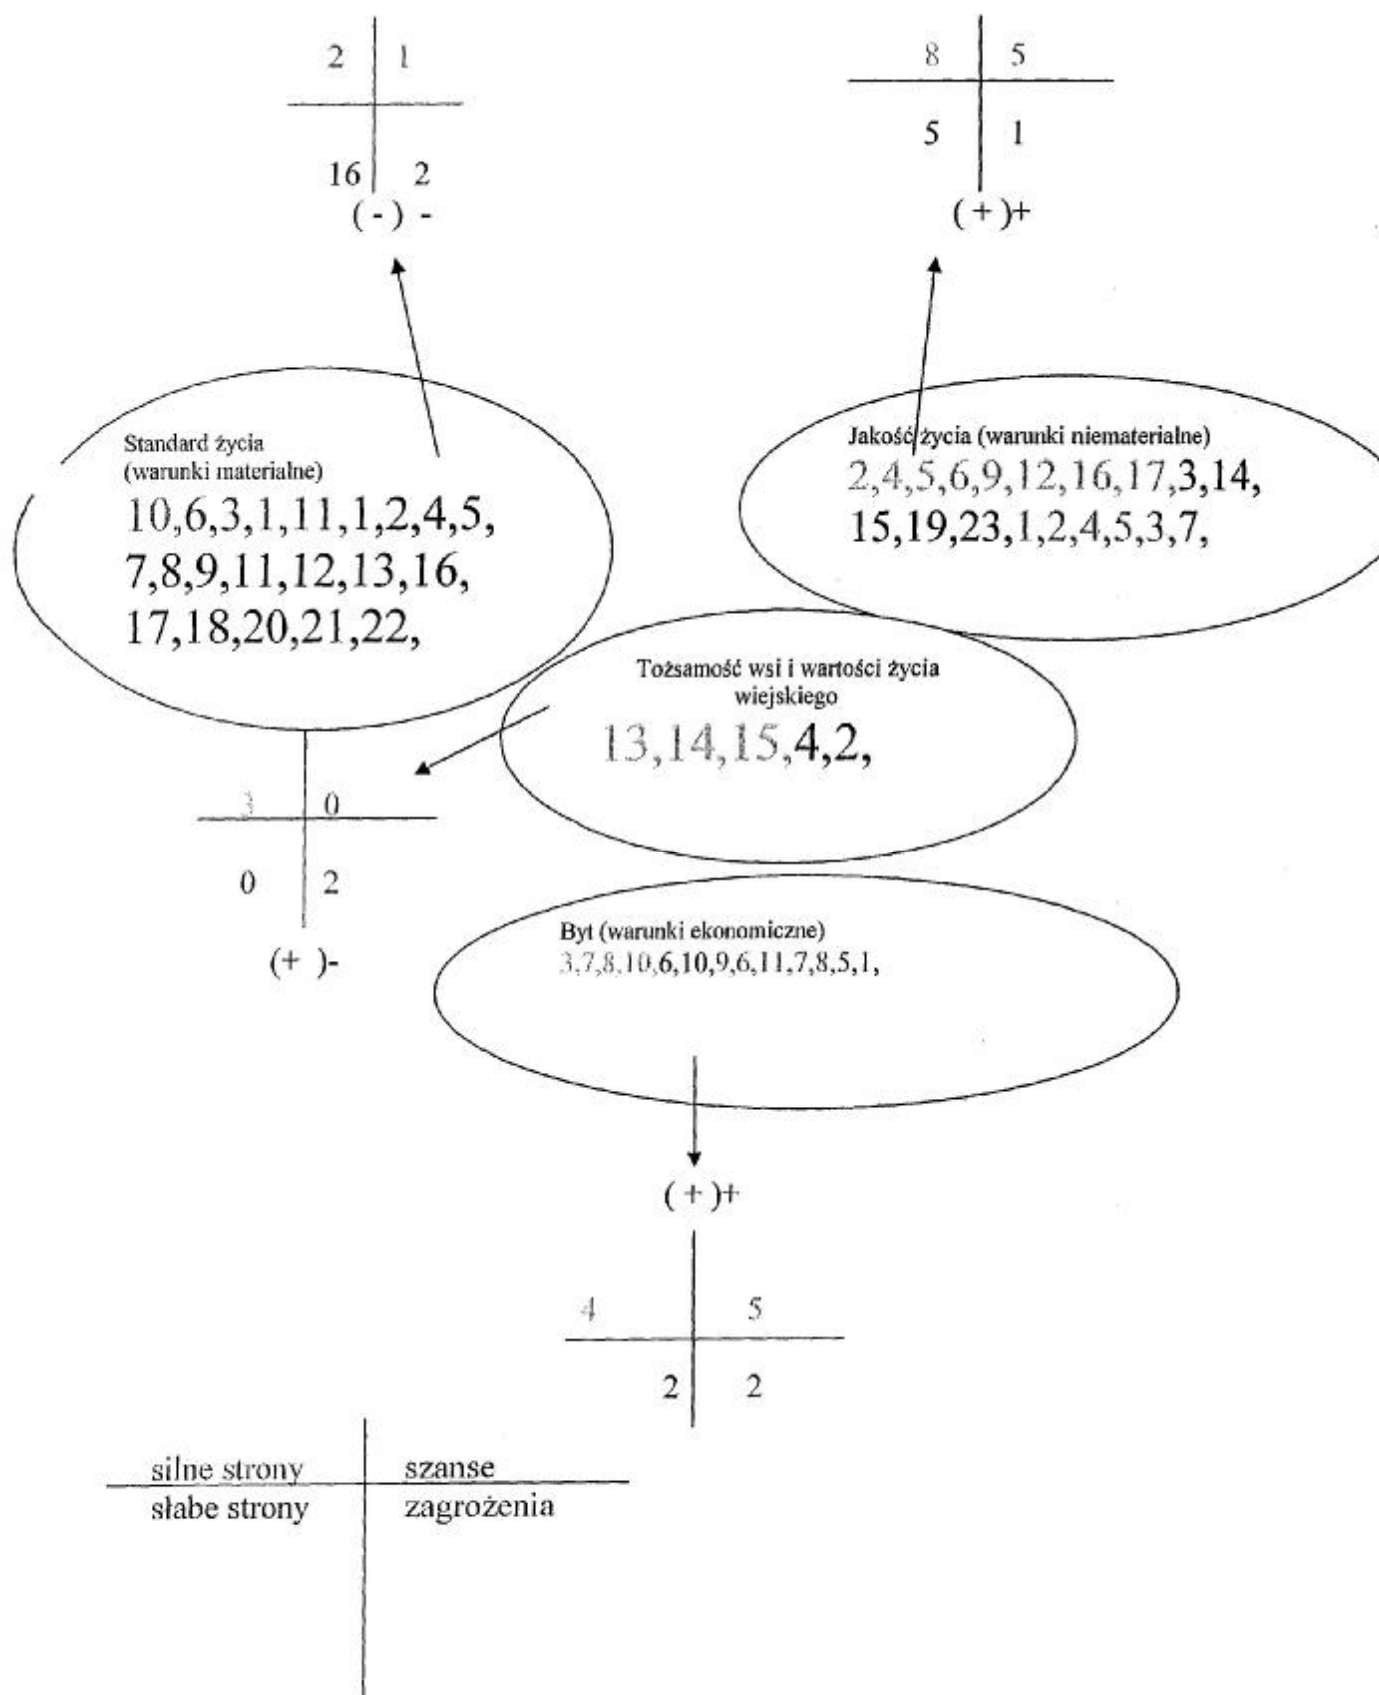 2 1
16 2
( - ) -
8 5
5 1
( + )+
Standard życia
(warunki materialne)
10,6,3,1,11,1,2,4,5,
7,8,9,11,12,13,16,
17,18,20,21,22,
Jakość życia (warunki niematerialne)
2,4,5,6,9,12,16,17,3,14,
15,19,23,1,2,4,5,3,7,
Tożsamość wsi i wartości życia
wiejskiego
13,14,15,4,2,
3 0
0 2
(+ )-
Byt (warunki ekonomiczne)
3,7,8,10,6,10,9,6,11,7,8,5,1,
( + )+
4 5
2 2
silne strony szanse
słabe strony zagrożenia